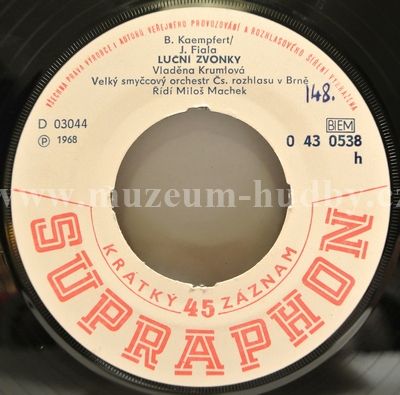 VŠECHNA PRÁVA VÝROBCE I AUTORŮ VEŘEJNÉHO PROVOZOVÁNÍ A ROZHLASOVÉHO ŠÍŘENÍ VYHRAZENA
B. Kaempfert/
J. Fiala
LUČNÍ ZVONKY
Vladěna Krumlová
Velký smyčcový orchestr Čs. rozhlasu v Brně
Řídí Miloš Machek
148.
D 03044
Ⓟ 1968
BIEM
0 43 0538
h
www.muzeum-hudby.cz
KRÁTKÝ 45 ZÁZNAM
SUPRAPHON